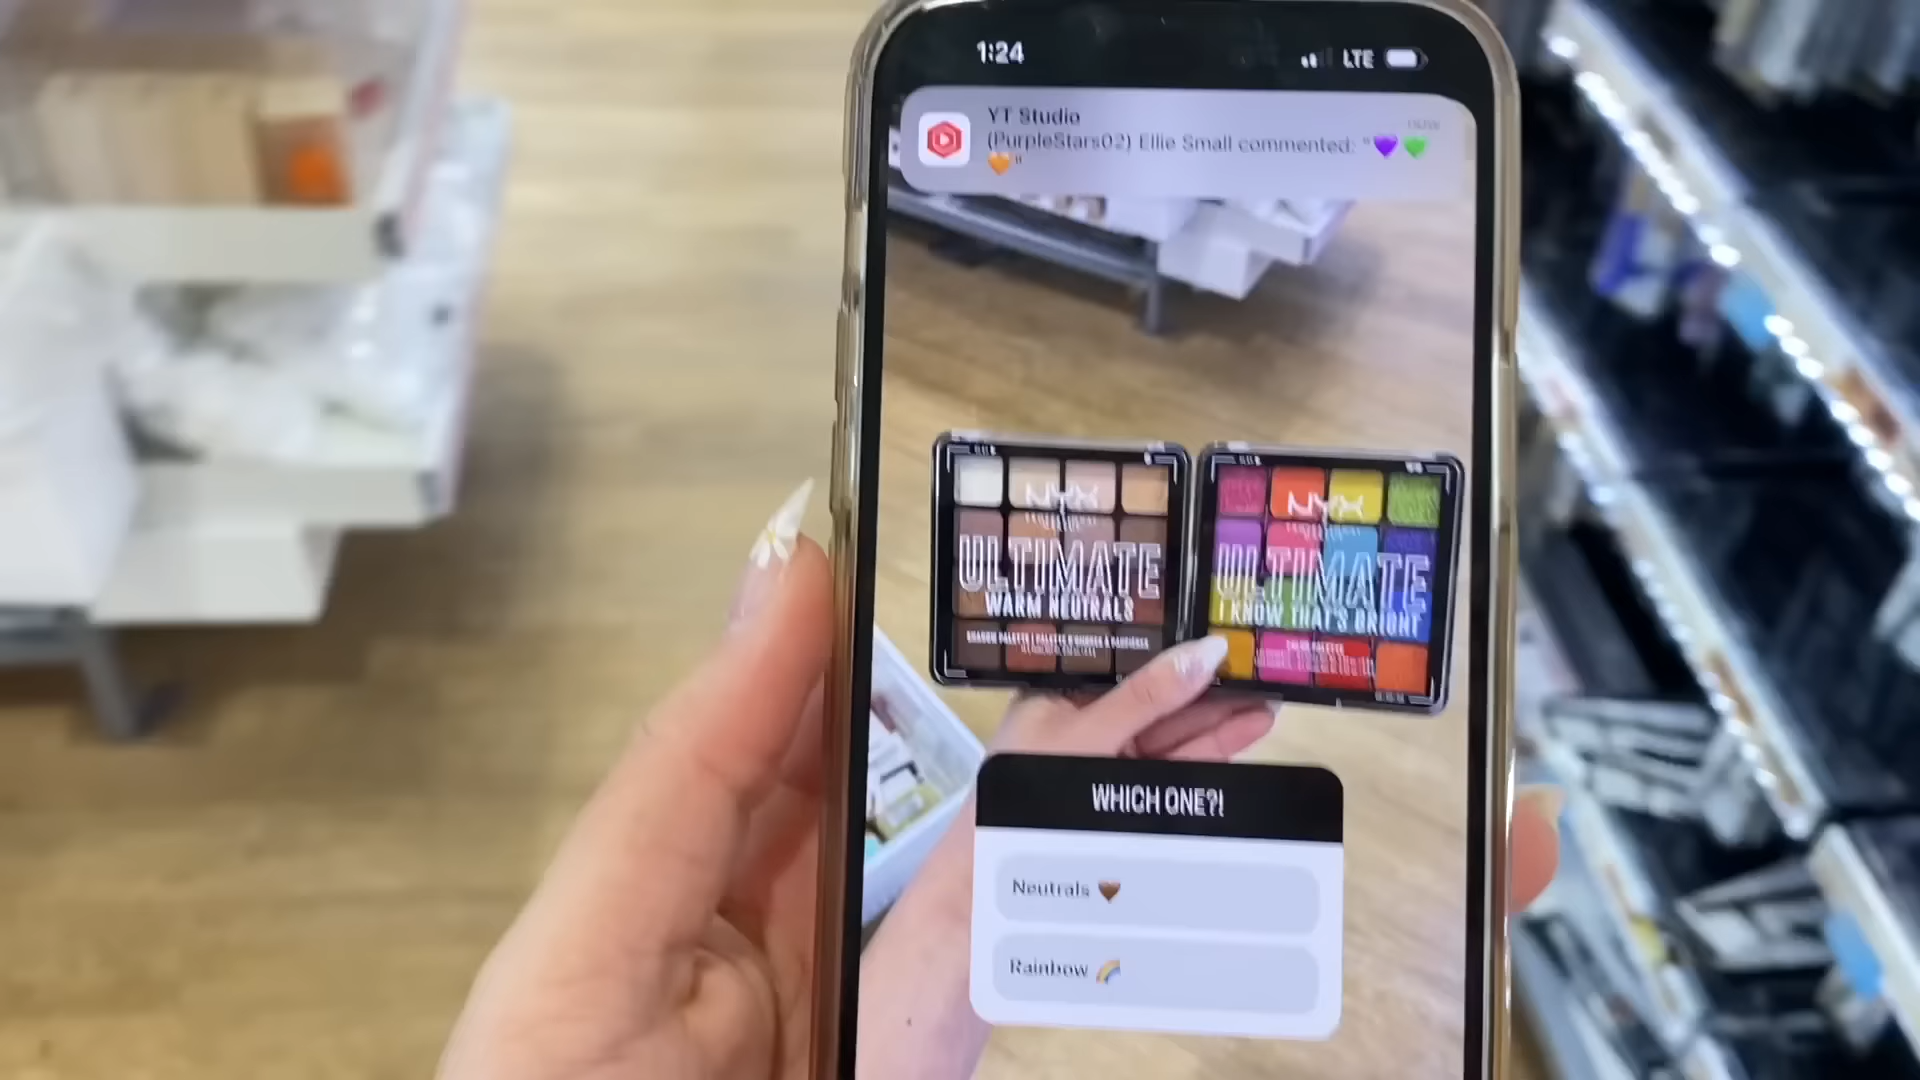 1:24
LTE
YT Studio
now
(PurpleStars02) Ellie Small commented: "💜💚
🧡"
NYX
ULTIMATE
WARM NEUTRALS
NYX
ULTIMATE
I KNOW THAT'S BRIGHT
WHICH ONE?!
Neutrals 🤎
Rainbow 🌈